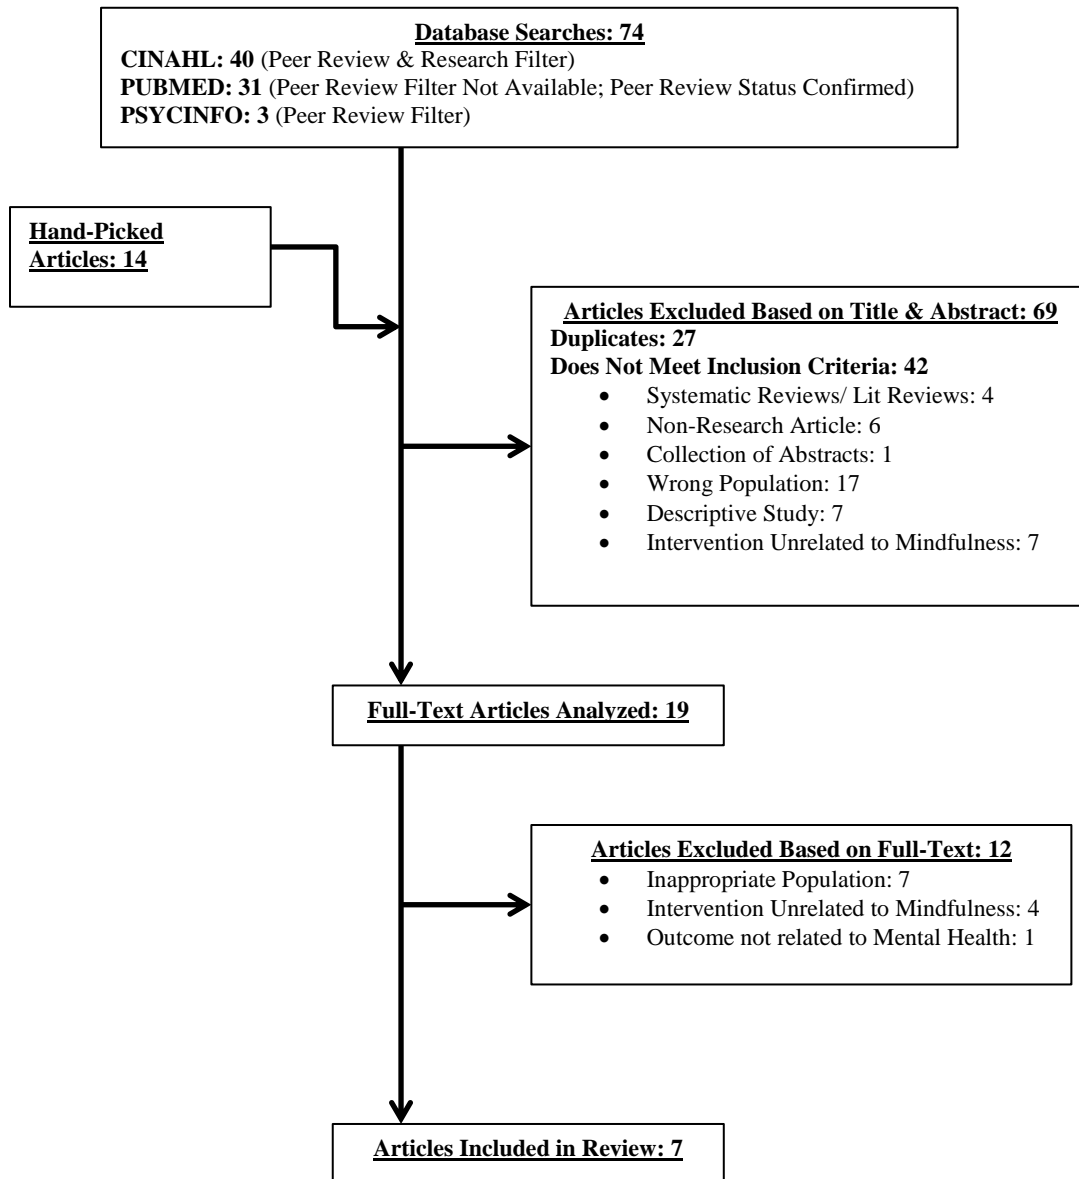 Database Searches: 74
CINAHL: 40 (Peer Review & Research Filter)
PUBMED: 31 (Peer Review Filter Not Available; Peer Review Status Confirmed)
PSYCINFO: 3 (Peer Review Filter)
Hand-Picked
Articles: 14
Articles Excluded Based on Title & Abstract: 69
Duplicates: 27
Does Not Meet Inclusion Criteria: 42
• Systematic Reviews/ Lit Reviews: 4
• Non-Research Article: 6
• Collection of Abstracts: 1
• Wrong Population: 17
• Descriptive Study: 7
• Intervention Unrelated to Mindfulness: 7
Full-Text Articles Analyzed: 19
Articles Excluded Based on Full-Text: 12
• Inappropriate Population: 7
• Intervention Unrelated to Mindfulness: 4
• Outcome not related to Mental Health: 1
Articles Included in Review: 7